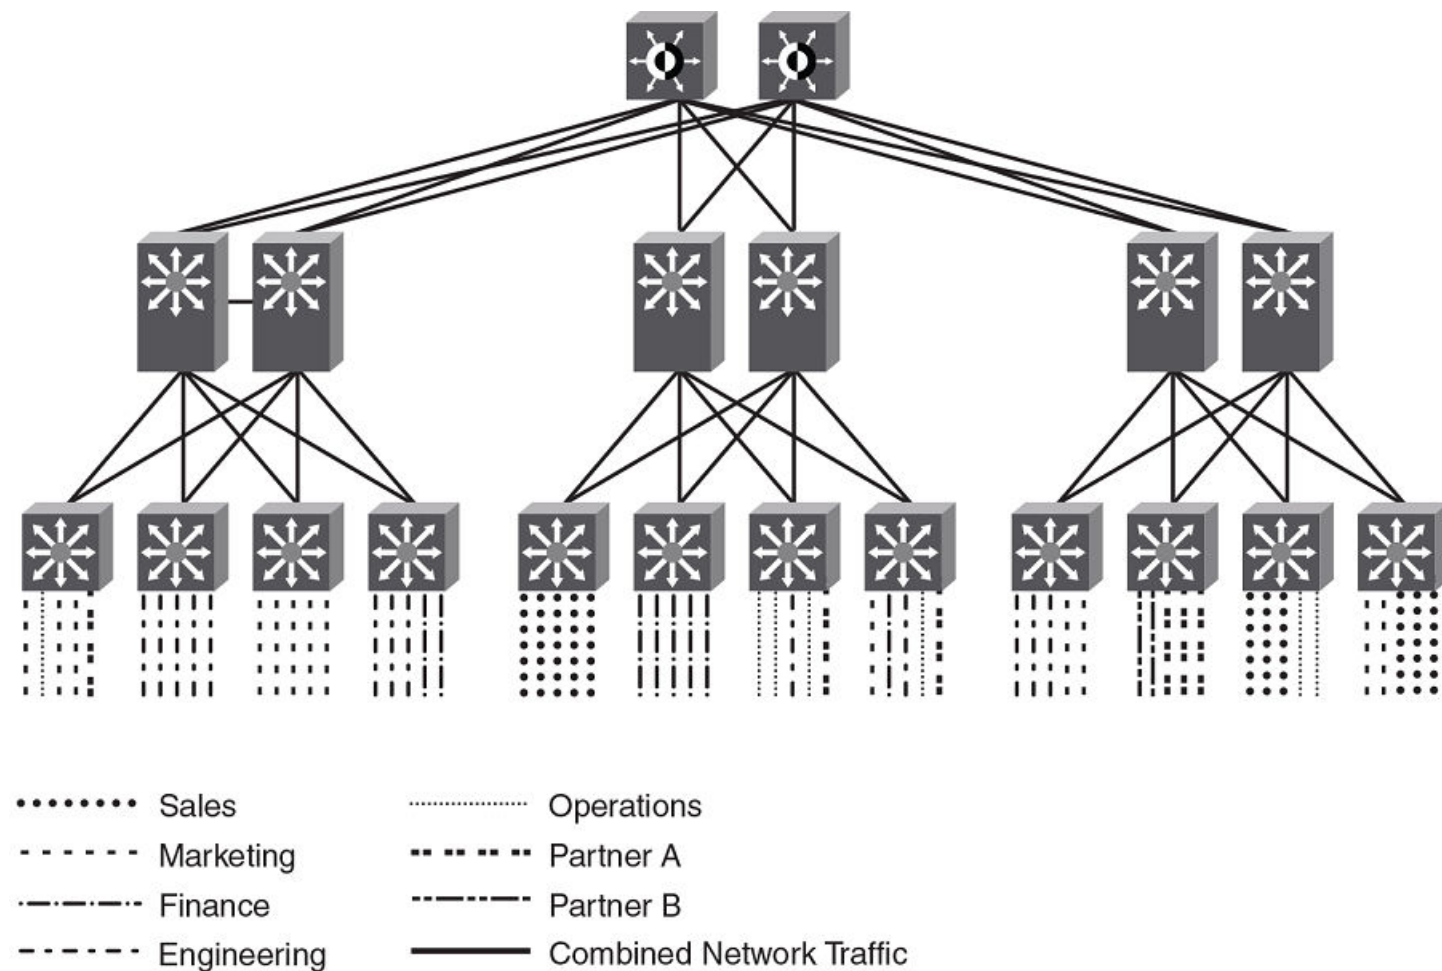 Sales
Operations
Marketing
Partner A
Finance
Partner B
Engineering
Combined Network Traffic